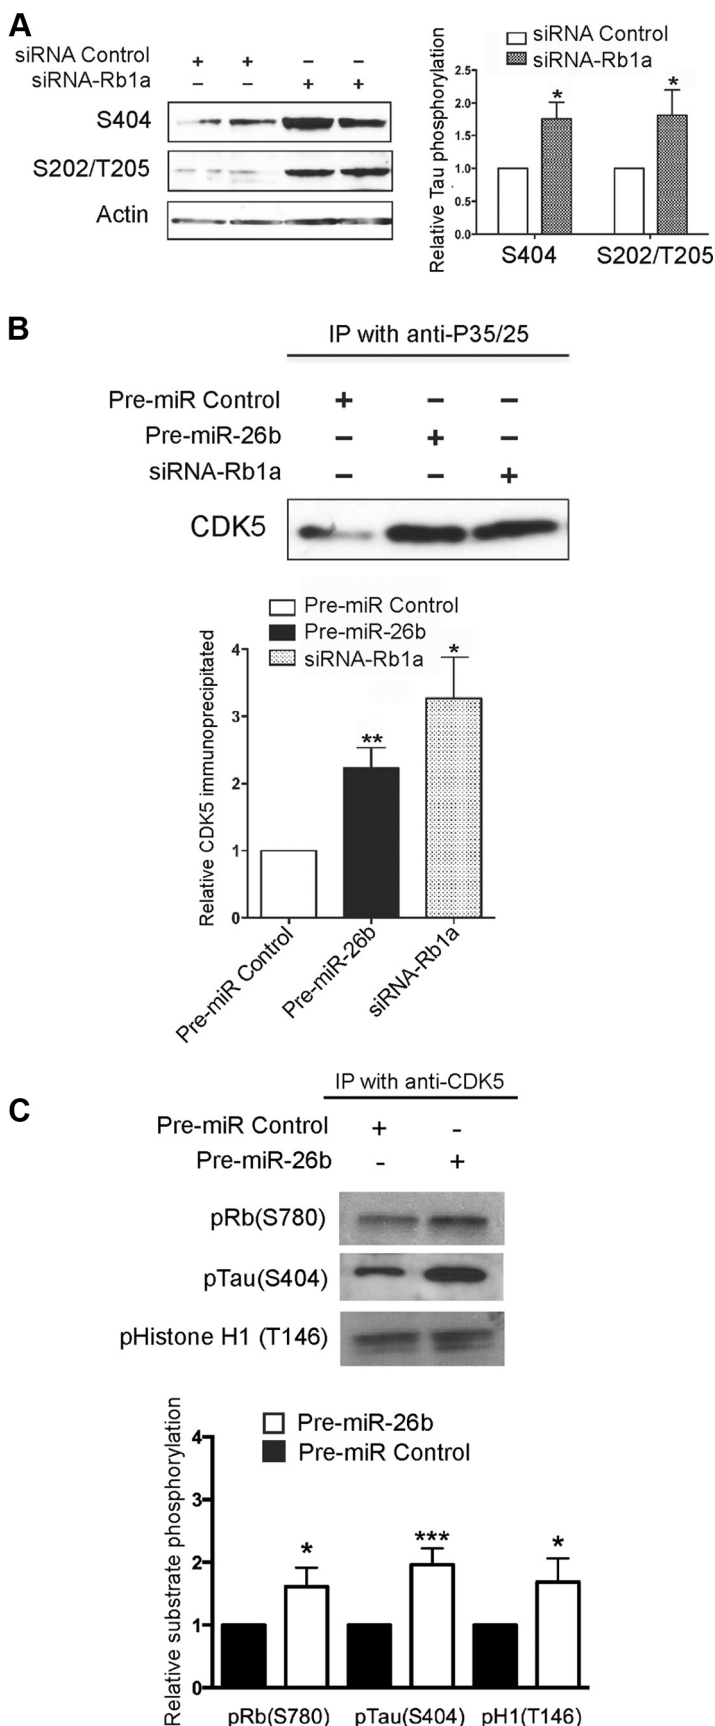 A
siRNA Control + + – –
siRNA-Rb1a – – + +
S404
S202/T205
Actin
siRNA Control
siRNA-Rb1a
Relative Tau phosphorylation
2.5
2.0
1.5
1.0
0.5
0.0
* *
S404 S202/T205
B
IP with anti-P35/25
Pre-miR Control + – –
Pre-miR-26b – + –
siRNA-Rb1a – – +
CDK5
Pre-miR Control
Pre-miR-26b
siRNA-Rb1a
Relative CDK5 immunoprecipitated
4
3
2
1
0
** *
Pre-miR Control
Pre-miR-26b
siRNA-Rb1a
IP with anti-CDK5
C
Pre-miR Control + -
Pre-miR-26b - +
pRb(S780)
pTau(S404)
pHistone H1 (T146)
Pre-miR-26b
Pre-miR Control
Relative substrate phosphorylation
4
3
2
1
0
* *** *
pRb(S780) pTau(S404) pH1(T146)